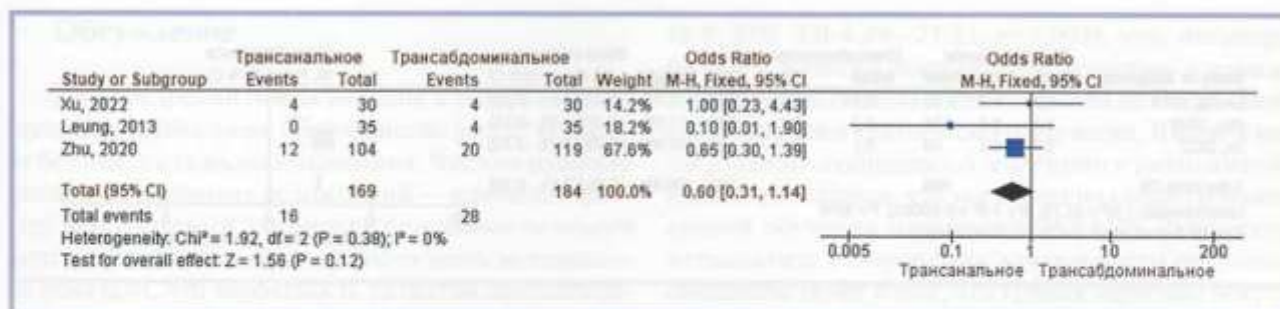 Трансанальное Трансабдоминальное Odds Ratio Odds Ratio
Study or Subgroup Events Total Events Total Weight M-H, Fixed, 95% CI M-H, Fixed, 95% CI
Xu, 2022 4 30 4 30 14.2% 1.00 [0.23, 4.43]
Leung, 2013 0 35 4 35 18.2% 0.10 [0.01, 1.90]
Zhu, 2020 12 104 20 119 67.6% 0.65 [0.30, 1.39]
Total (95% CI) 169 184 100.0% 0.60 [0.31, 1.14]
Total events 16 28
Heterogeneity: Chi² = 1.92, df = 2 (P = 0.38); I² = 0%
Test for overall effect: Z = 1.56 (P = 0.12)
0.005 0.1 1 10 200
Трансанальное Трансабдоминальное